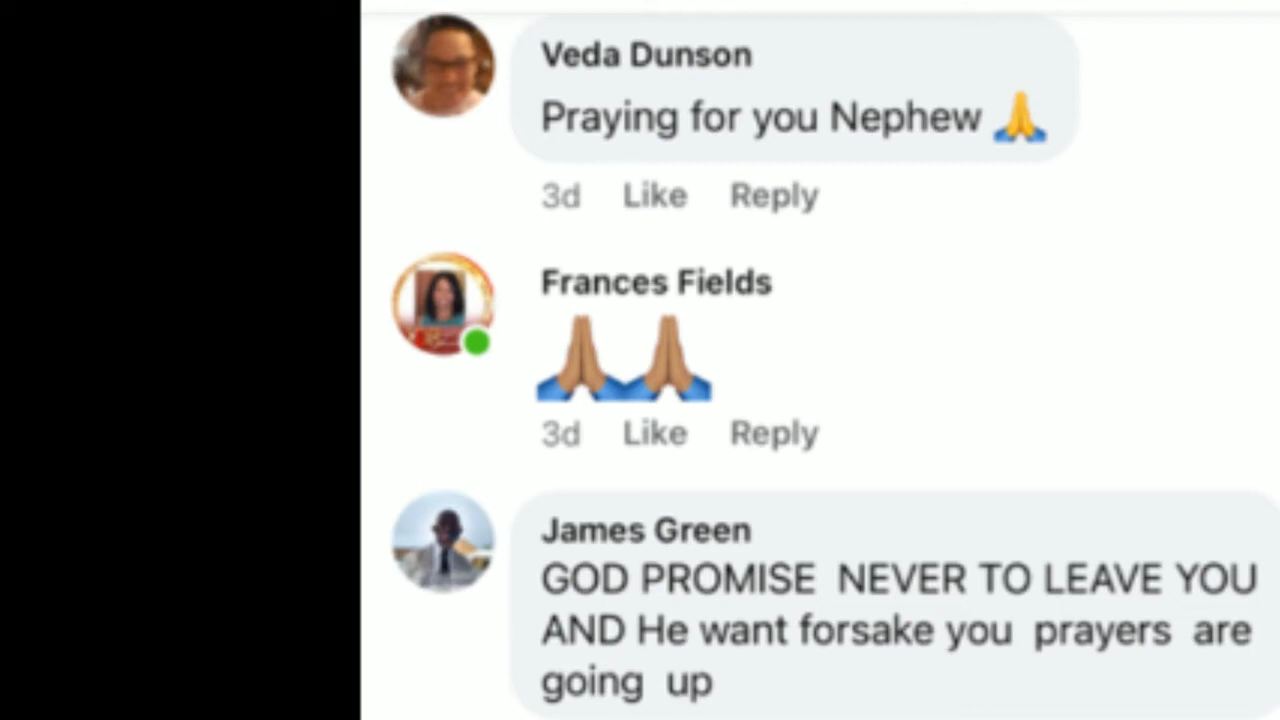 Veda Dunson
Praying for you Nephew 🙏
3d Like Reply
Frances Fields
🙏🏽🙏🏽
3d Like Reply
James Green
GOD PROMISE NEVER TO LEAVE YOU
AND He want forsake you prayers are
going up